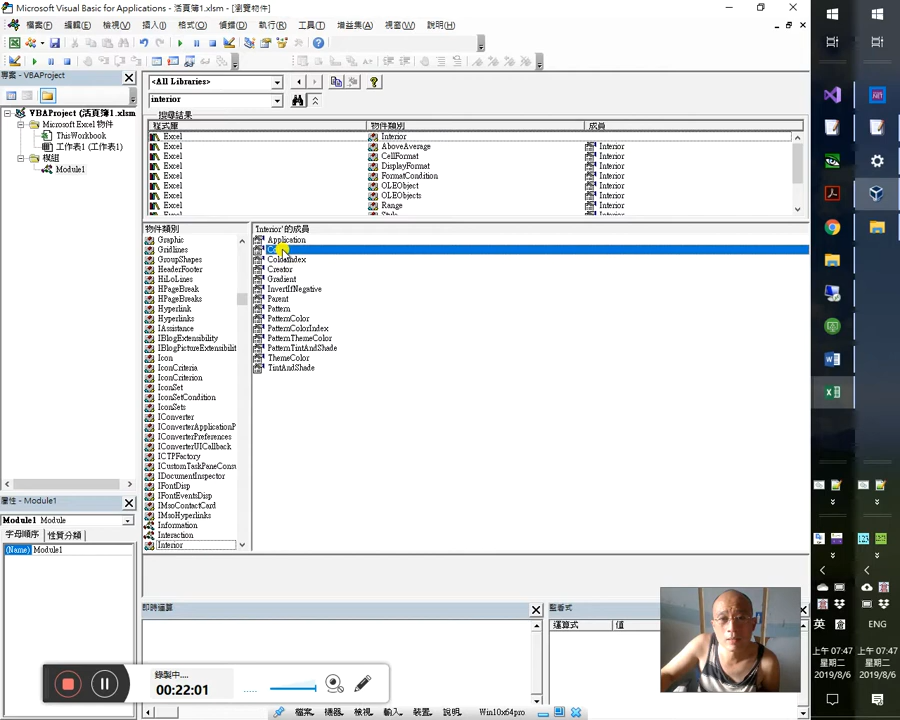 Microsoft Visual Basic for Applications - 活頁簿1.xlsm - [瀏覽物件]
檔案(F) 編輯(E) 檢視(V) 插入(I) 格式(O) 偵錯(D) 執行(R) 工具(T) 增益集(A) 視窗(W) 說明(H)
專案 - VBAProject
<All Libraries>
interior
搜尋結果
程式庫 物件類別 成員
Excel Interior
Excel AboveAverage Interior
Excel CellFormat Interior
Excel DisplayFormat Interior
Excel FormatCondition Interior
Excel OLEObject Interior
Excel OLEObjects Interior
Excel Range Interior
Excel Style Interior
VBAProject (活頁簿1.xlsm
Microsoft Excel 物件
ThisWorkbook
工作表1 (工作表1)
模組
Module1
物件類別
Graphic
Gridlines
GroupShapes
HeaderFooter
HiLoLines
HPageBreak
HPageBreaks
Hyperlink
Hyperlinks
IAssistance
IBlogExtensibility
IBlogPictureExtensibilit
Icon
IconCriteria
IconCriterion
IconSet
IconSetCondition
IconSets
IConverter
IConverterApplicationP
IConverterPreferences
IConverterUICallback
ICTPFactory
ICustomTaskPaneConsu
IDocumentInspector
IFontDisp
IFontEventsDisp
IMsoContactCard
IMsoHyperlinks
Information
Interaction
Interior
'Interior' 的成員
Application
ColorIndex
Creator
Gradient
InvertIfNegative
Parent
Pattern
PatternColor
PatternColorIndex
PatternThemeColor
PatternTintAndShade
ThemeColor
TintAndShade
屬性 - Module1
Module1 Module
字母順序 性質分類
(Name) Module1
即時運算
監看式
運算式 值
錄製中....
00:22:01
檔案 機器 檢視 輸入 裝置 說明 Win10x64pro
英
ENG
上午 07:47
星期二
2019/8/6
上午 07:47
星期二
2019/8/6